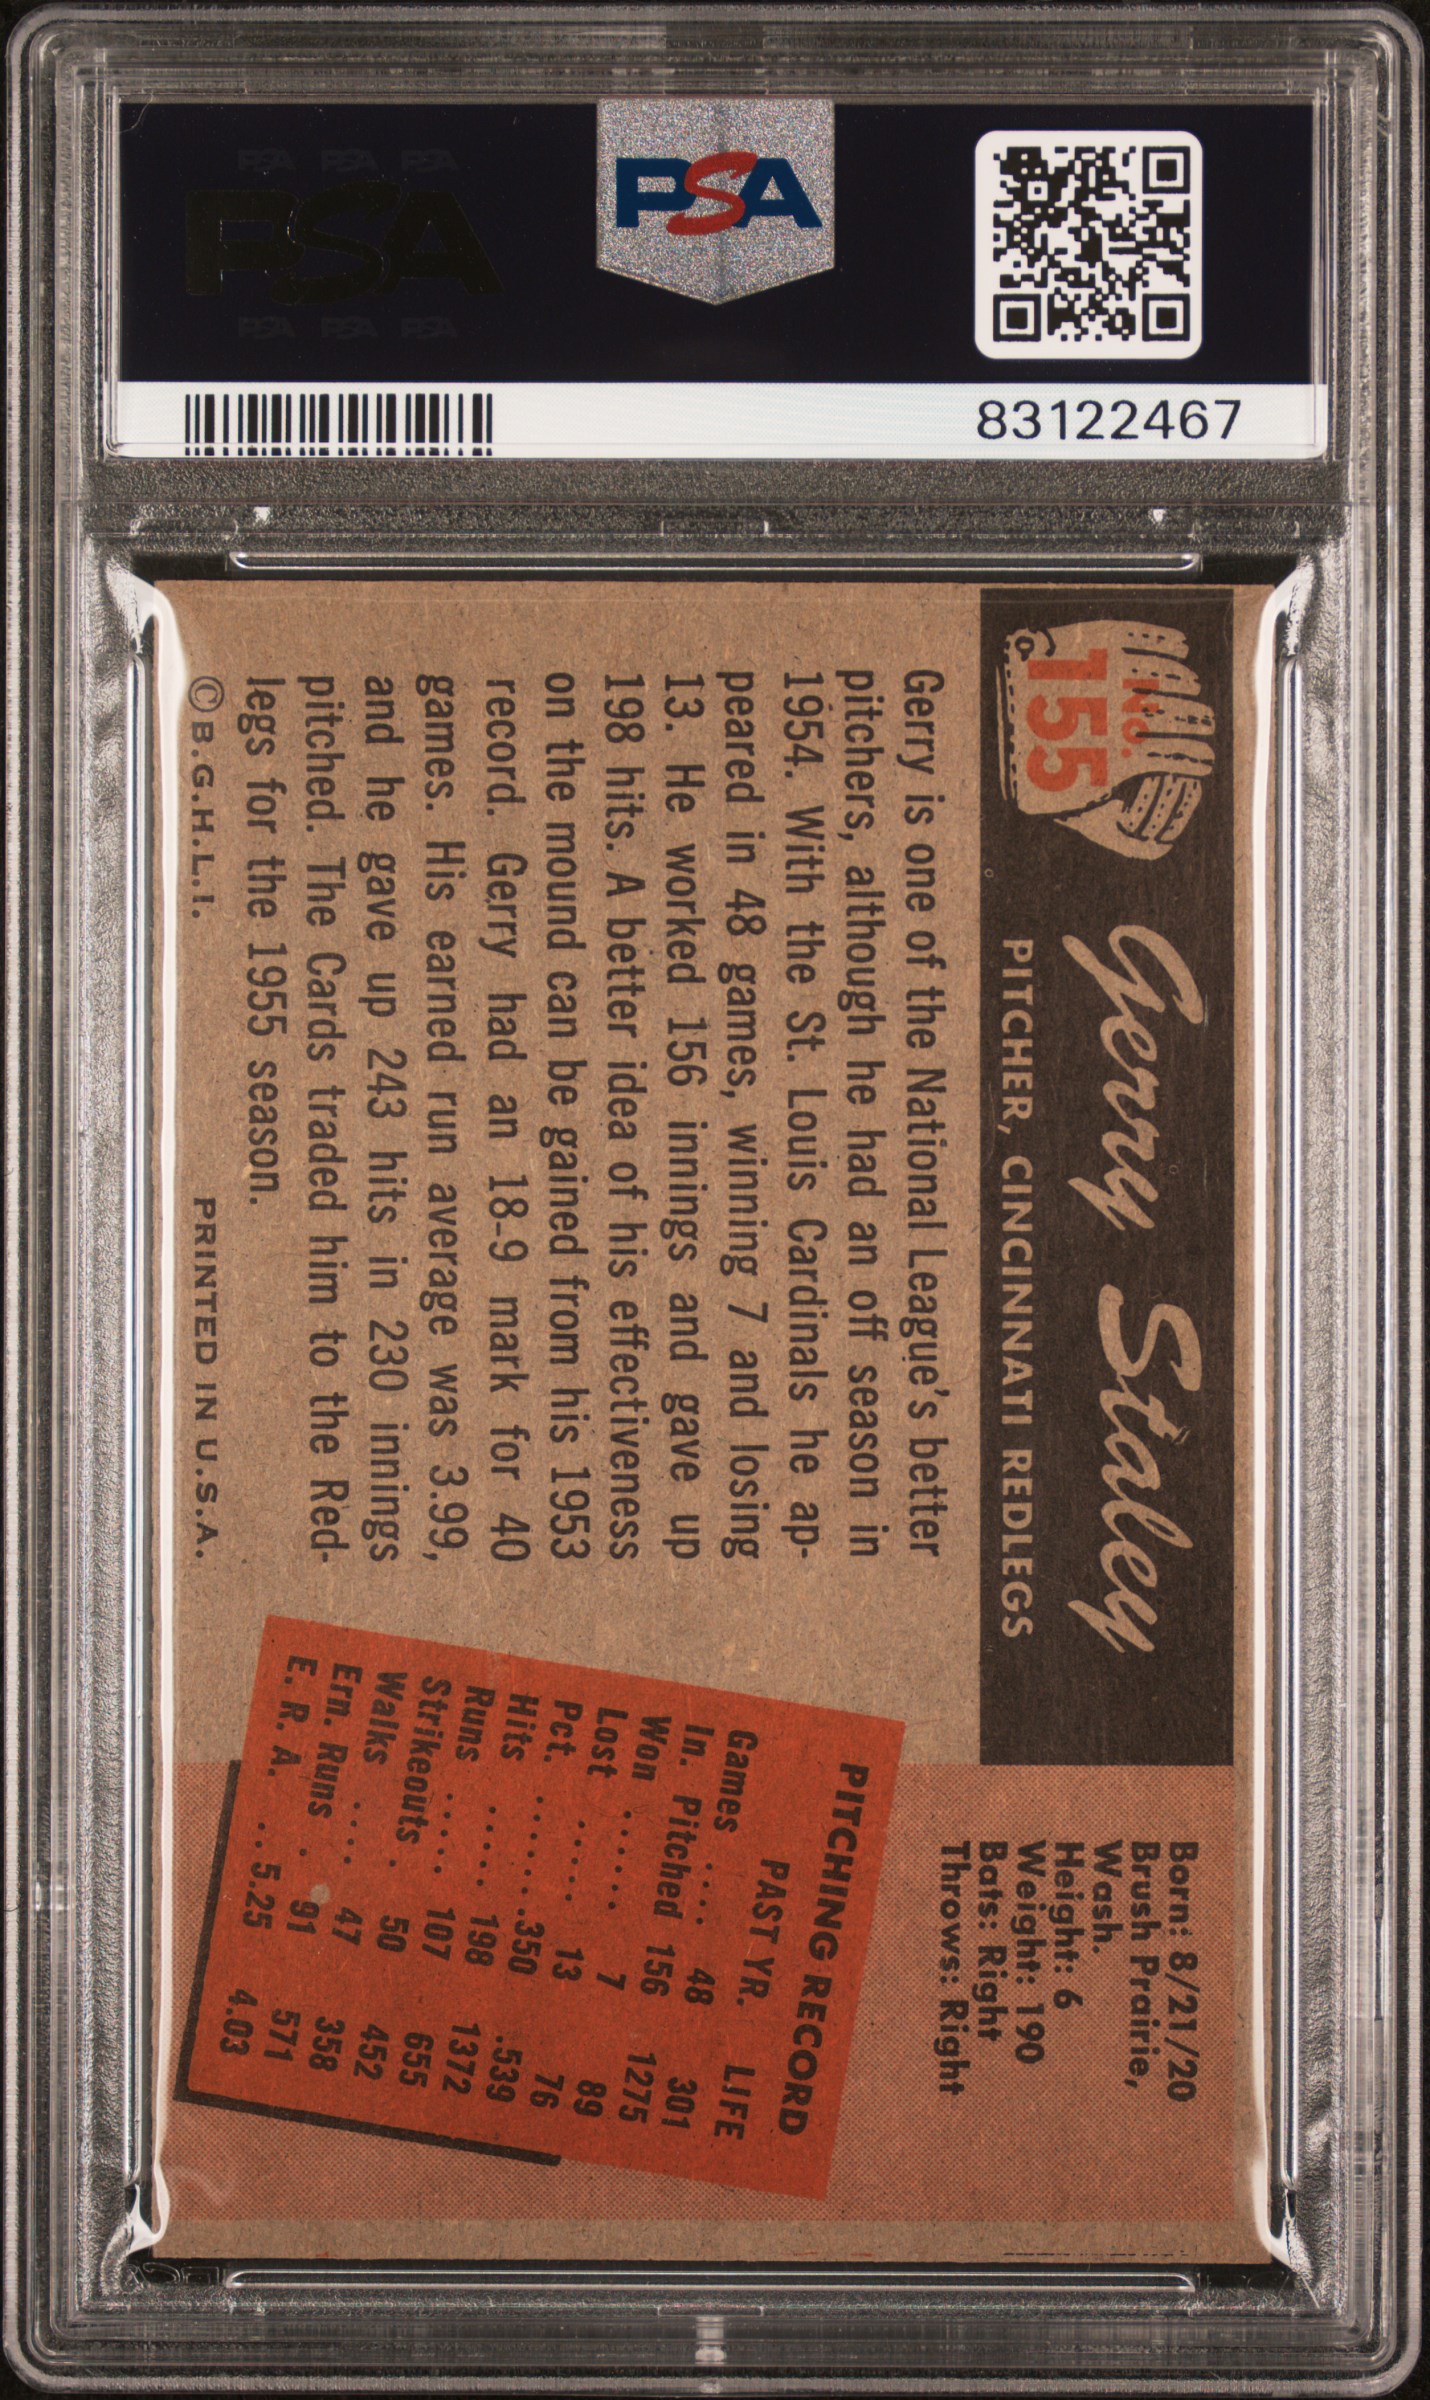 PSA PSA PSA
PSA
PSA PSA PSA
PSA
83122467
No.
155
Gerry Staley
PITCHER, CINCINNATI REDLEGS
Gerry is one of the National League's better
pitchers, although he had an off season in
1954. With the St. Louis Cardinals he ap-
peared in 48 games, winning 7 and losing
13. He worked 156 innings and gave up
198 hits. A better idea of his effectiveness
on the mound can be gained from his 1953
record. Gerry had an 18-9 mark for 40
games. His earned run average was 3.99,
and he gave up 243 hits in 230 innings
pitched. The Cards traded him to the Red-
legs for the 1955 season.
© B.G.H.L.I. PRINTED IN U.S.A.
Born: 8/21/20
Brush Prairie,
Wash.
Height: 6
Weight: 190
Bats: Right
Throws: Right
PITCHING RECORD
PAST YR. LIFE
Games .... 48 301
In. Pitched 156 1275
Won ..... 7 89
Lost ..... 13 76
Pct. .......350 .539
Hits ..... 198 1372
Runs ..... 107 655
Strikeouts . 50 452
Walks .... 47 358
Ern. Runs . 91 571
E. R. A. ..5.25 4.03